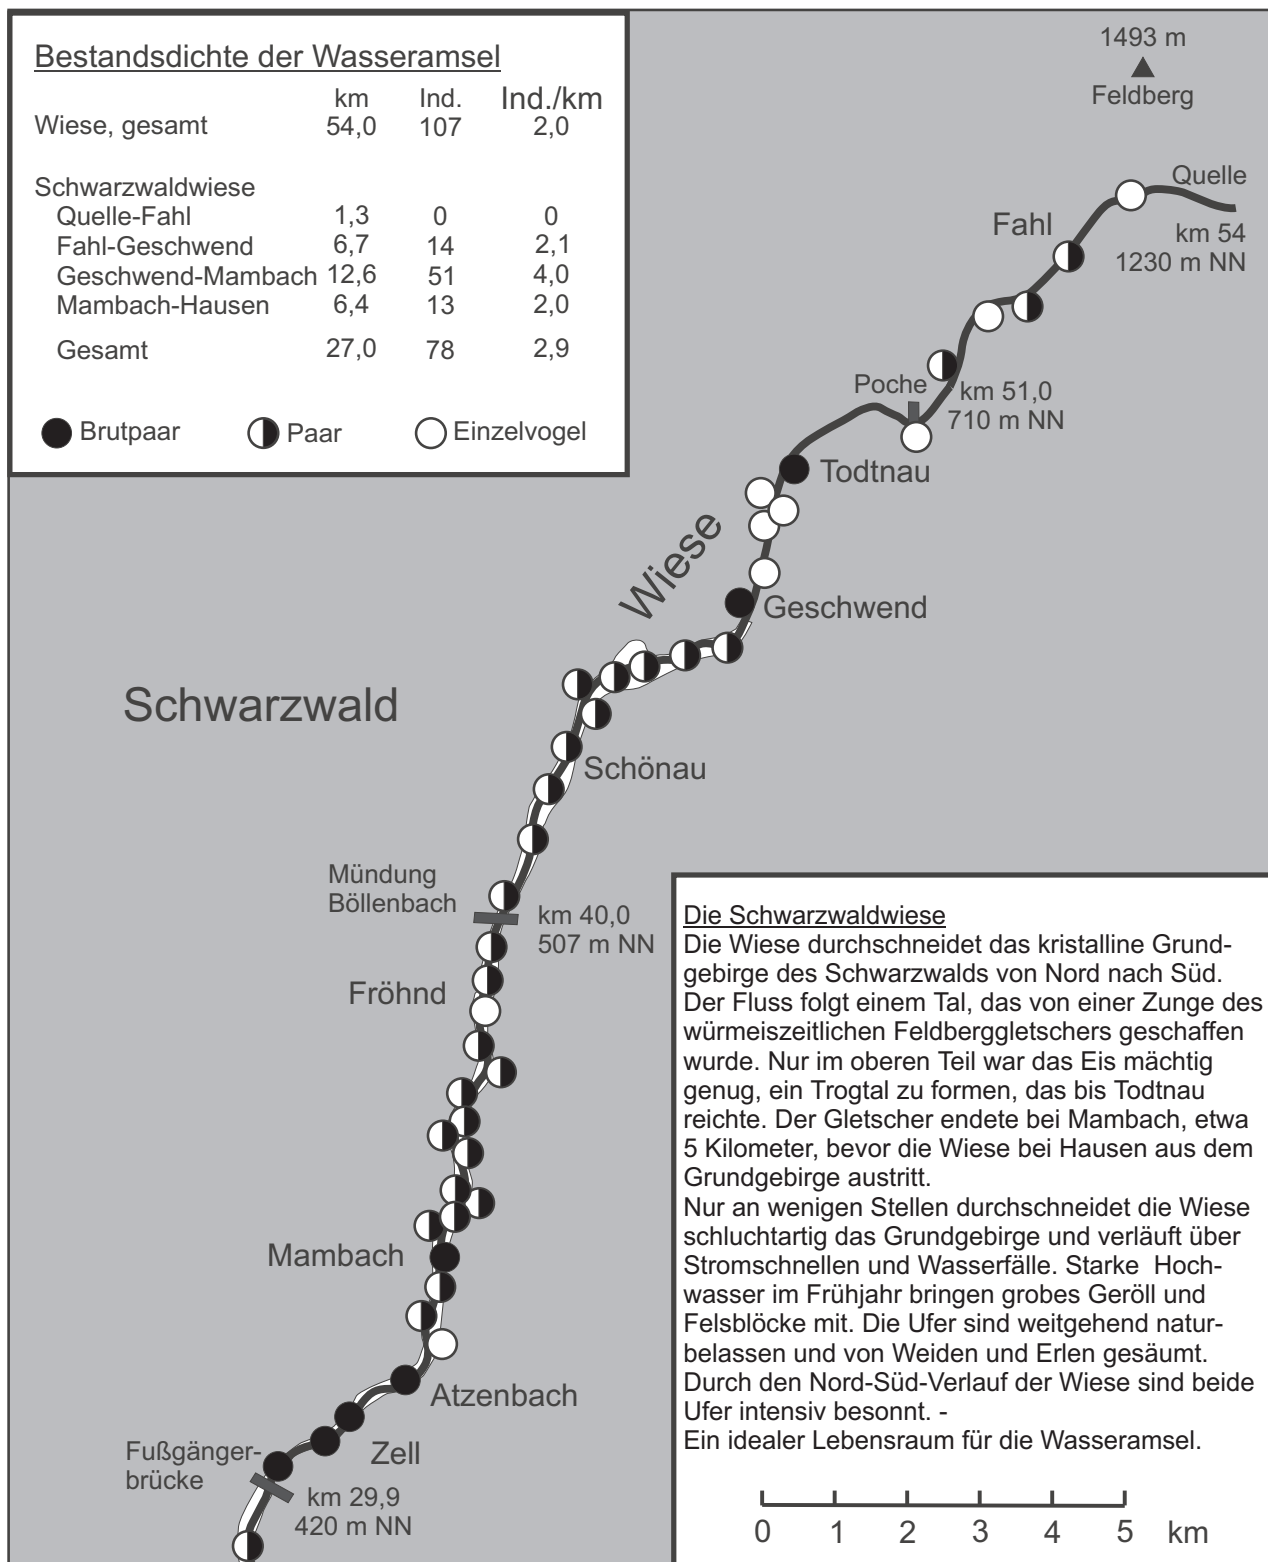 Bestandsdichte der Wasseramsel
km Ind. Ind./km
Wiese, gesamt 54,0 107 2,0
Schwarzwaldwiese
Quelle-Fahl 1,3 0 0
Fahl-Geschwend 6,7 14 2,1
Geschwend-Mambach 12,6 51 4,0
Mambach-Hausen 6,4 13 2,0
Gesamt 27,0 78 2,9
Brutpaar Paar Einzelvogel
1493 m
Feldberg
Quelle
Fahl
km 54
1230 m NN
Poche
km 51,0
710 m NN
Todtnau
Wiese
Geschwend
Schwarzwald
Schönau
Mündung
Böllenbach
km 40,0
507 m NN
Fröhnd
Mambach
Atzenbach
Zell
Fußgänger-
brücke
km 29,9
420 m NN
Die Schwarzwaldwiese
Die Wiese durchschneidet das kristalline Grund-
gebirge des Schwarzwalds von Nord nach Süd.
Der Fluss folgt einem Tal, das von einer Zunge des
würmeiszeitlichen Feldberggletschers geschaffen
wurde. Nur im oberen Teil war das Eis mächtig
genug, ein Trogtal zu formen, das bis Todtnau
reichte. Der Gletscher endete bei Mambach, etwa
5 Kilometer, bevor die Wiese bei Hausen aus dem
Grundgebirge austritt.
Nur an wenigen Stellen durchschneidet die Wiese
schluchtartig das Grundgebirge und verläuft über
Stromschnellen und Wasserfälle. Starke Hoch-
wasser im Frühjahr bringen grobes Geröll und
Felsblöcke mit. Die Ufer sind weitgehend natur-
belassen und von Weiden und Erlen gesäumt.
Durch den Nord-Süd-Verlauf der Wiese sind beide
Ufer intensiv besonnt. -
Ein idealer Lebensraum für die Wasseramsel.
0 1 2 3 4 5 km